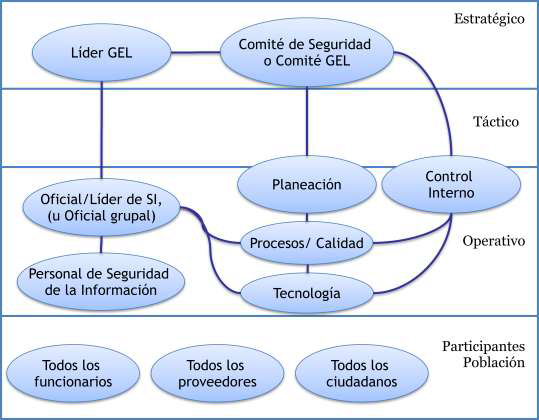 Estratégico
Líder GEL
Comité de Seguridad
o Comité GEL
Táctico
Planeación
Control
Interno
Oficial/Líder de SI,
(u Oficial grupal)
Procesos/ Calidad
Operativo
Personal de Seguridad
de la Información
Tecnología
Participantes
Población
Todos los
funcionarios
Todos los
proveedores
Todos los
ciudadanos